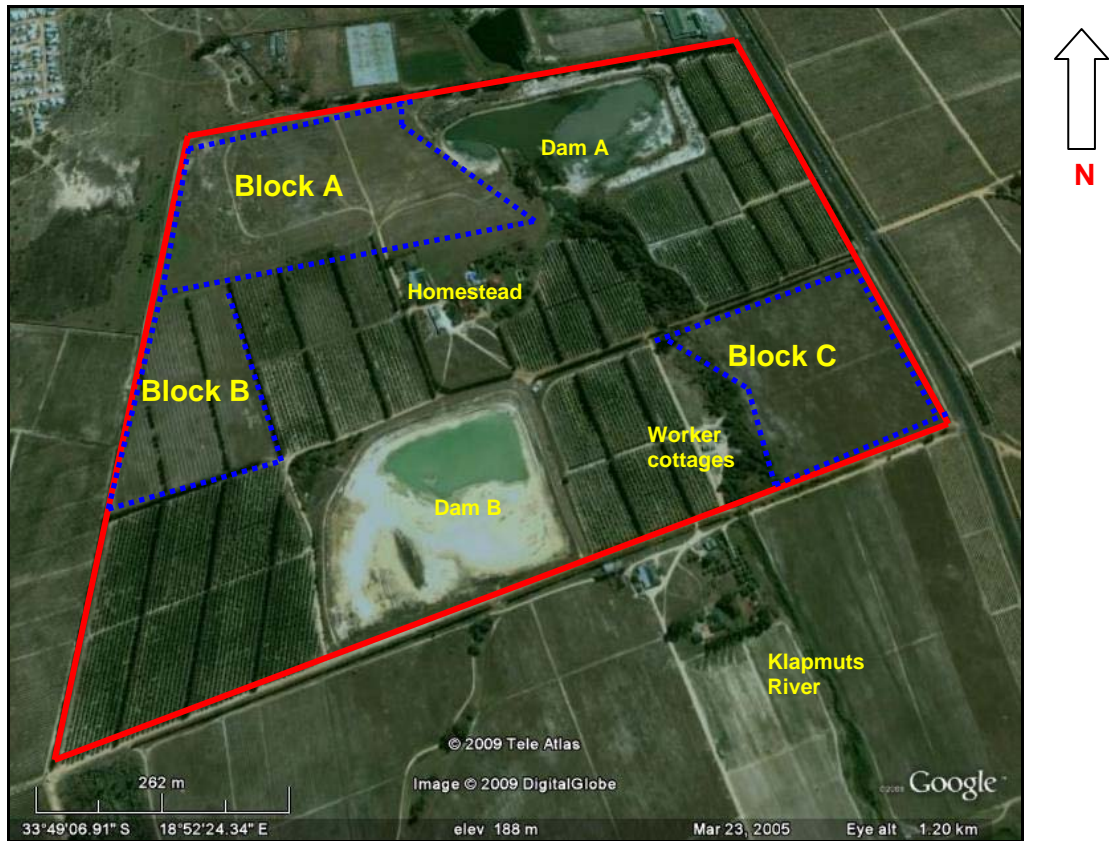 Dam A
Block A
N
Homestead
Block C
Block B
Worker
cottages
Dam B
Klapmuts
River
© 2009 Tele Atlas
262 m
Image © 2009 DigitalGlobe
©2009 Google
33°49'06.91" S 18°52'24.34" E elev 188 m Mar 23, 2005 Eye alt 1.20 km